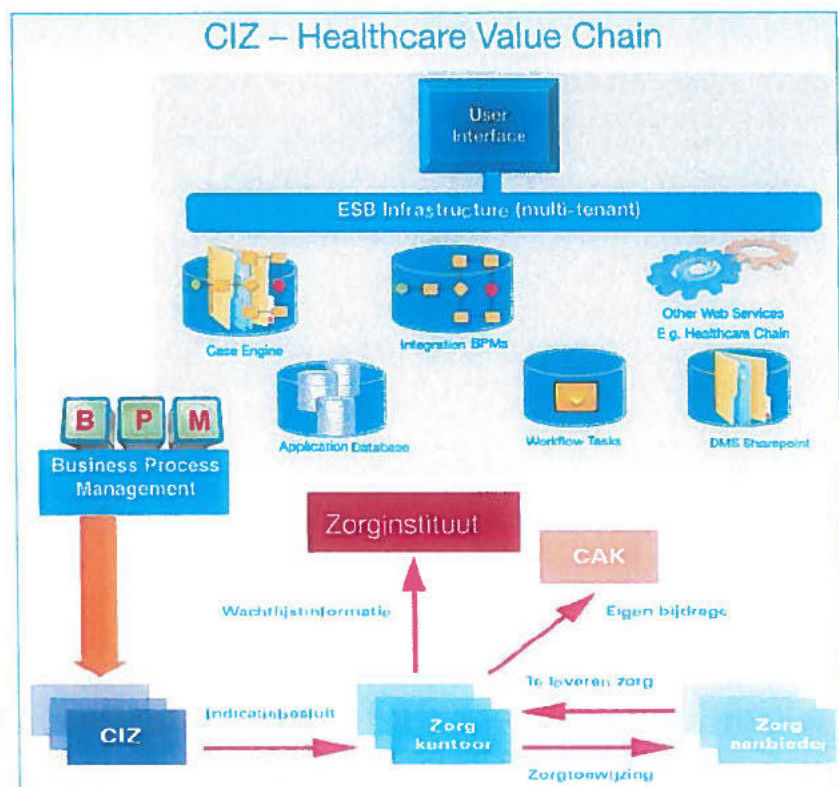 CIZ – Healthcare Value Chain
User
Interface
ESB Infrastructure (multi-tenant)
Case Engine
Integration BPMs
Other Web Services
E.g. Healthcare Chain
Application Database
Workflow Tasks
DMS Sharepoint
B P M
Business Process
Management
Zorginstituut
CAK
Wachtlijstinformatie
Eigen bijdrage
Te leveren zorg
Indicatiebesluit
CIZ
Zorg
kantoor
Zorg
aanbieder
Zorgtoewijzing